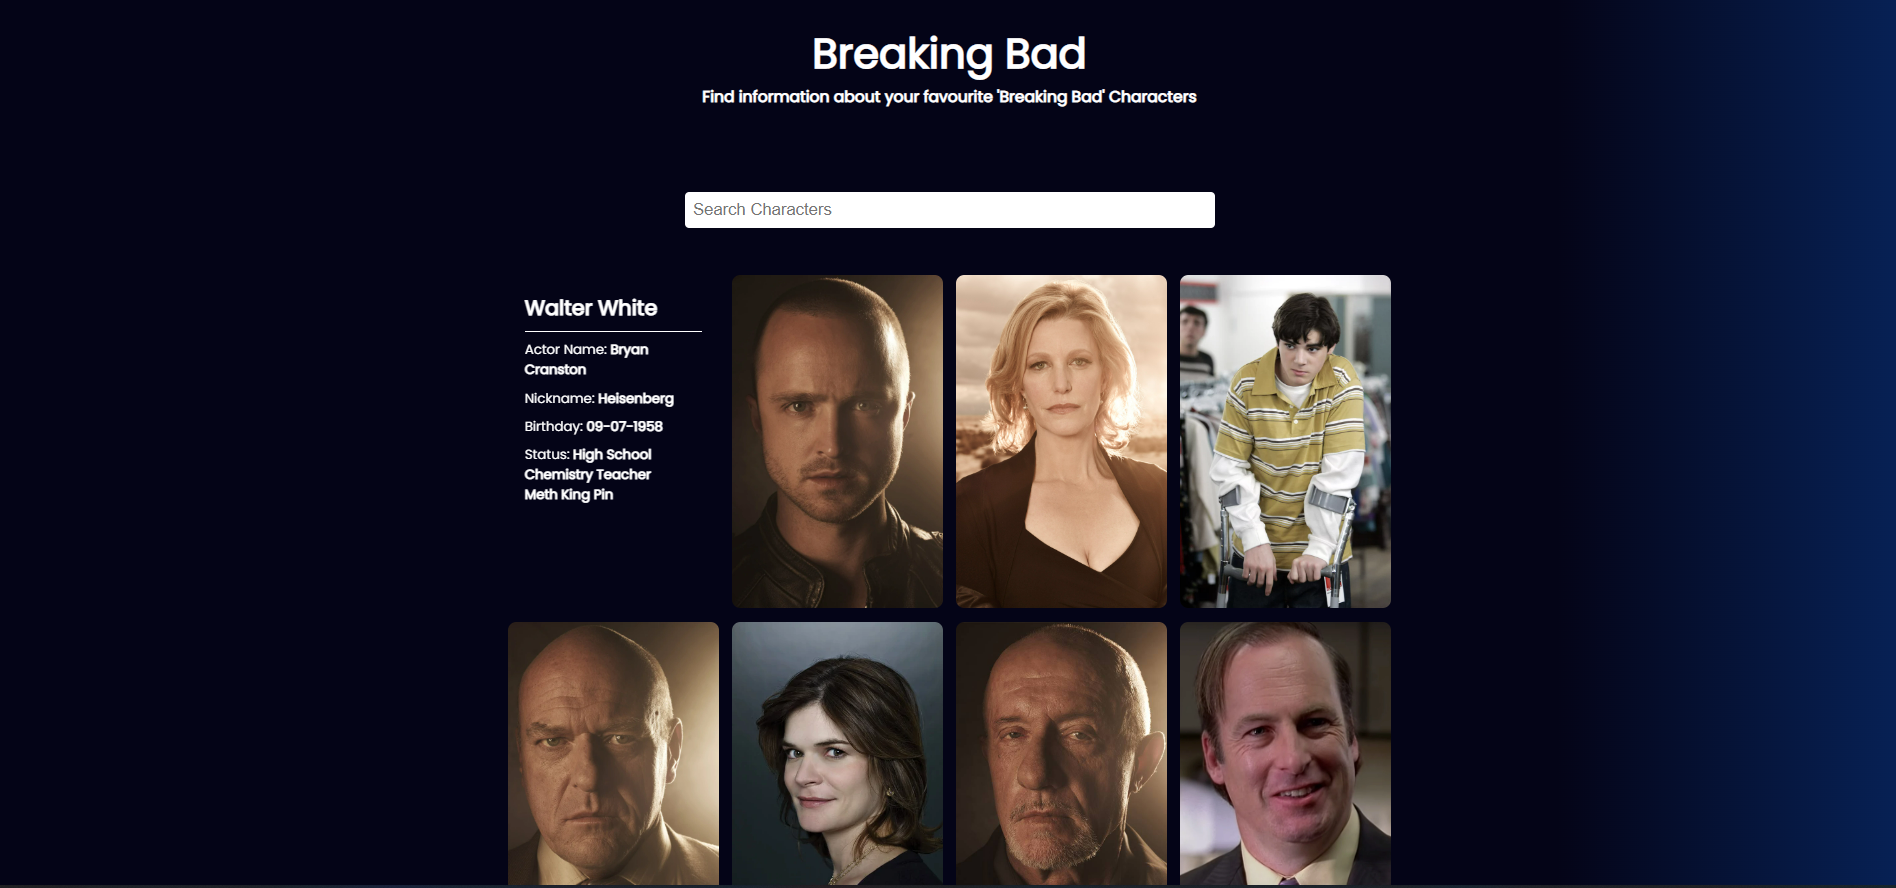 Breaking Bad
Find information about your favourite 'Breaking Bad' Characters
Search Characters
Walter White
Actor Name: Bryan
Cranston
Nickname: Heisenberg
Birthday: 09-07-1958
Status: High School
Chemistry Teacher
Meth King Pin